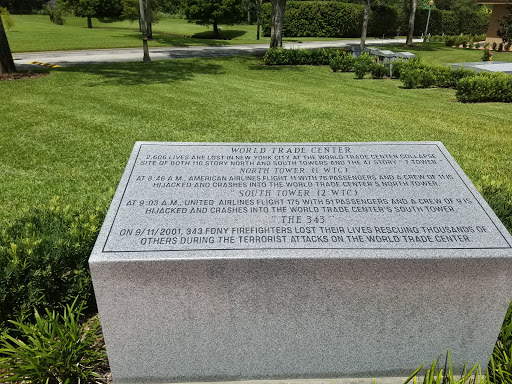 WORLD TRADE CENTER
2,606 LIVES ARE LOST IN NEW YORK CITY AT THE WORLD TRADE CENTER COLLAPSE
SITE OF BOTH 110 STORY NORTH AND SOUTH TOWERS AND THE 47 STORY 7 TOWER.
NORTH TOWER (1 WTC)
AT 8:46 A.M., AMERICAN AIRLINES FLIGHT 11 WITH 76 PASSENGERS AND A CREW OF 11 IS
HIJACKED AND CRASHES INTO THE WORLD TRADE CENTER'S NORTH TOWER.
SOUTH TOWER (2 WTC)
AT 9:03 A.M., UNITED AIRLINES FLIGHT 175 WITH 51 PASSENGERS AND A CREW OF 9 IS
HIJACKED AND CRASHES INTO THE WORLD TRADE CENTER'S SOUTH TOWER.
"THE 343"
ON 9/11/2001, 343 FDNY FIREFIGHTERS LOST THEIR LIVES RESCUING THOUSANDS OF
OTHERS DURING THE TERRORIST ATTACKS ON THE WORLD TRADE CENTER.